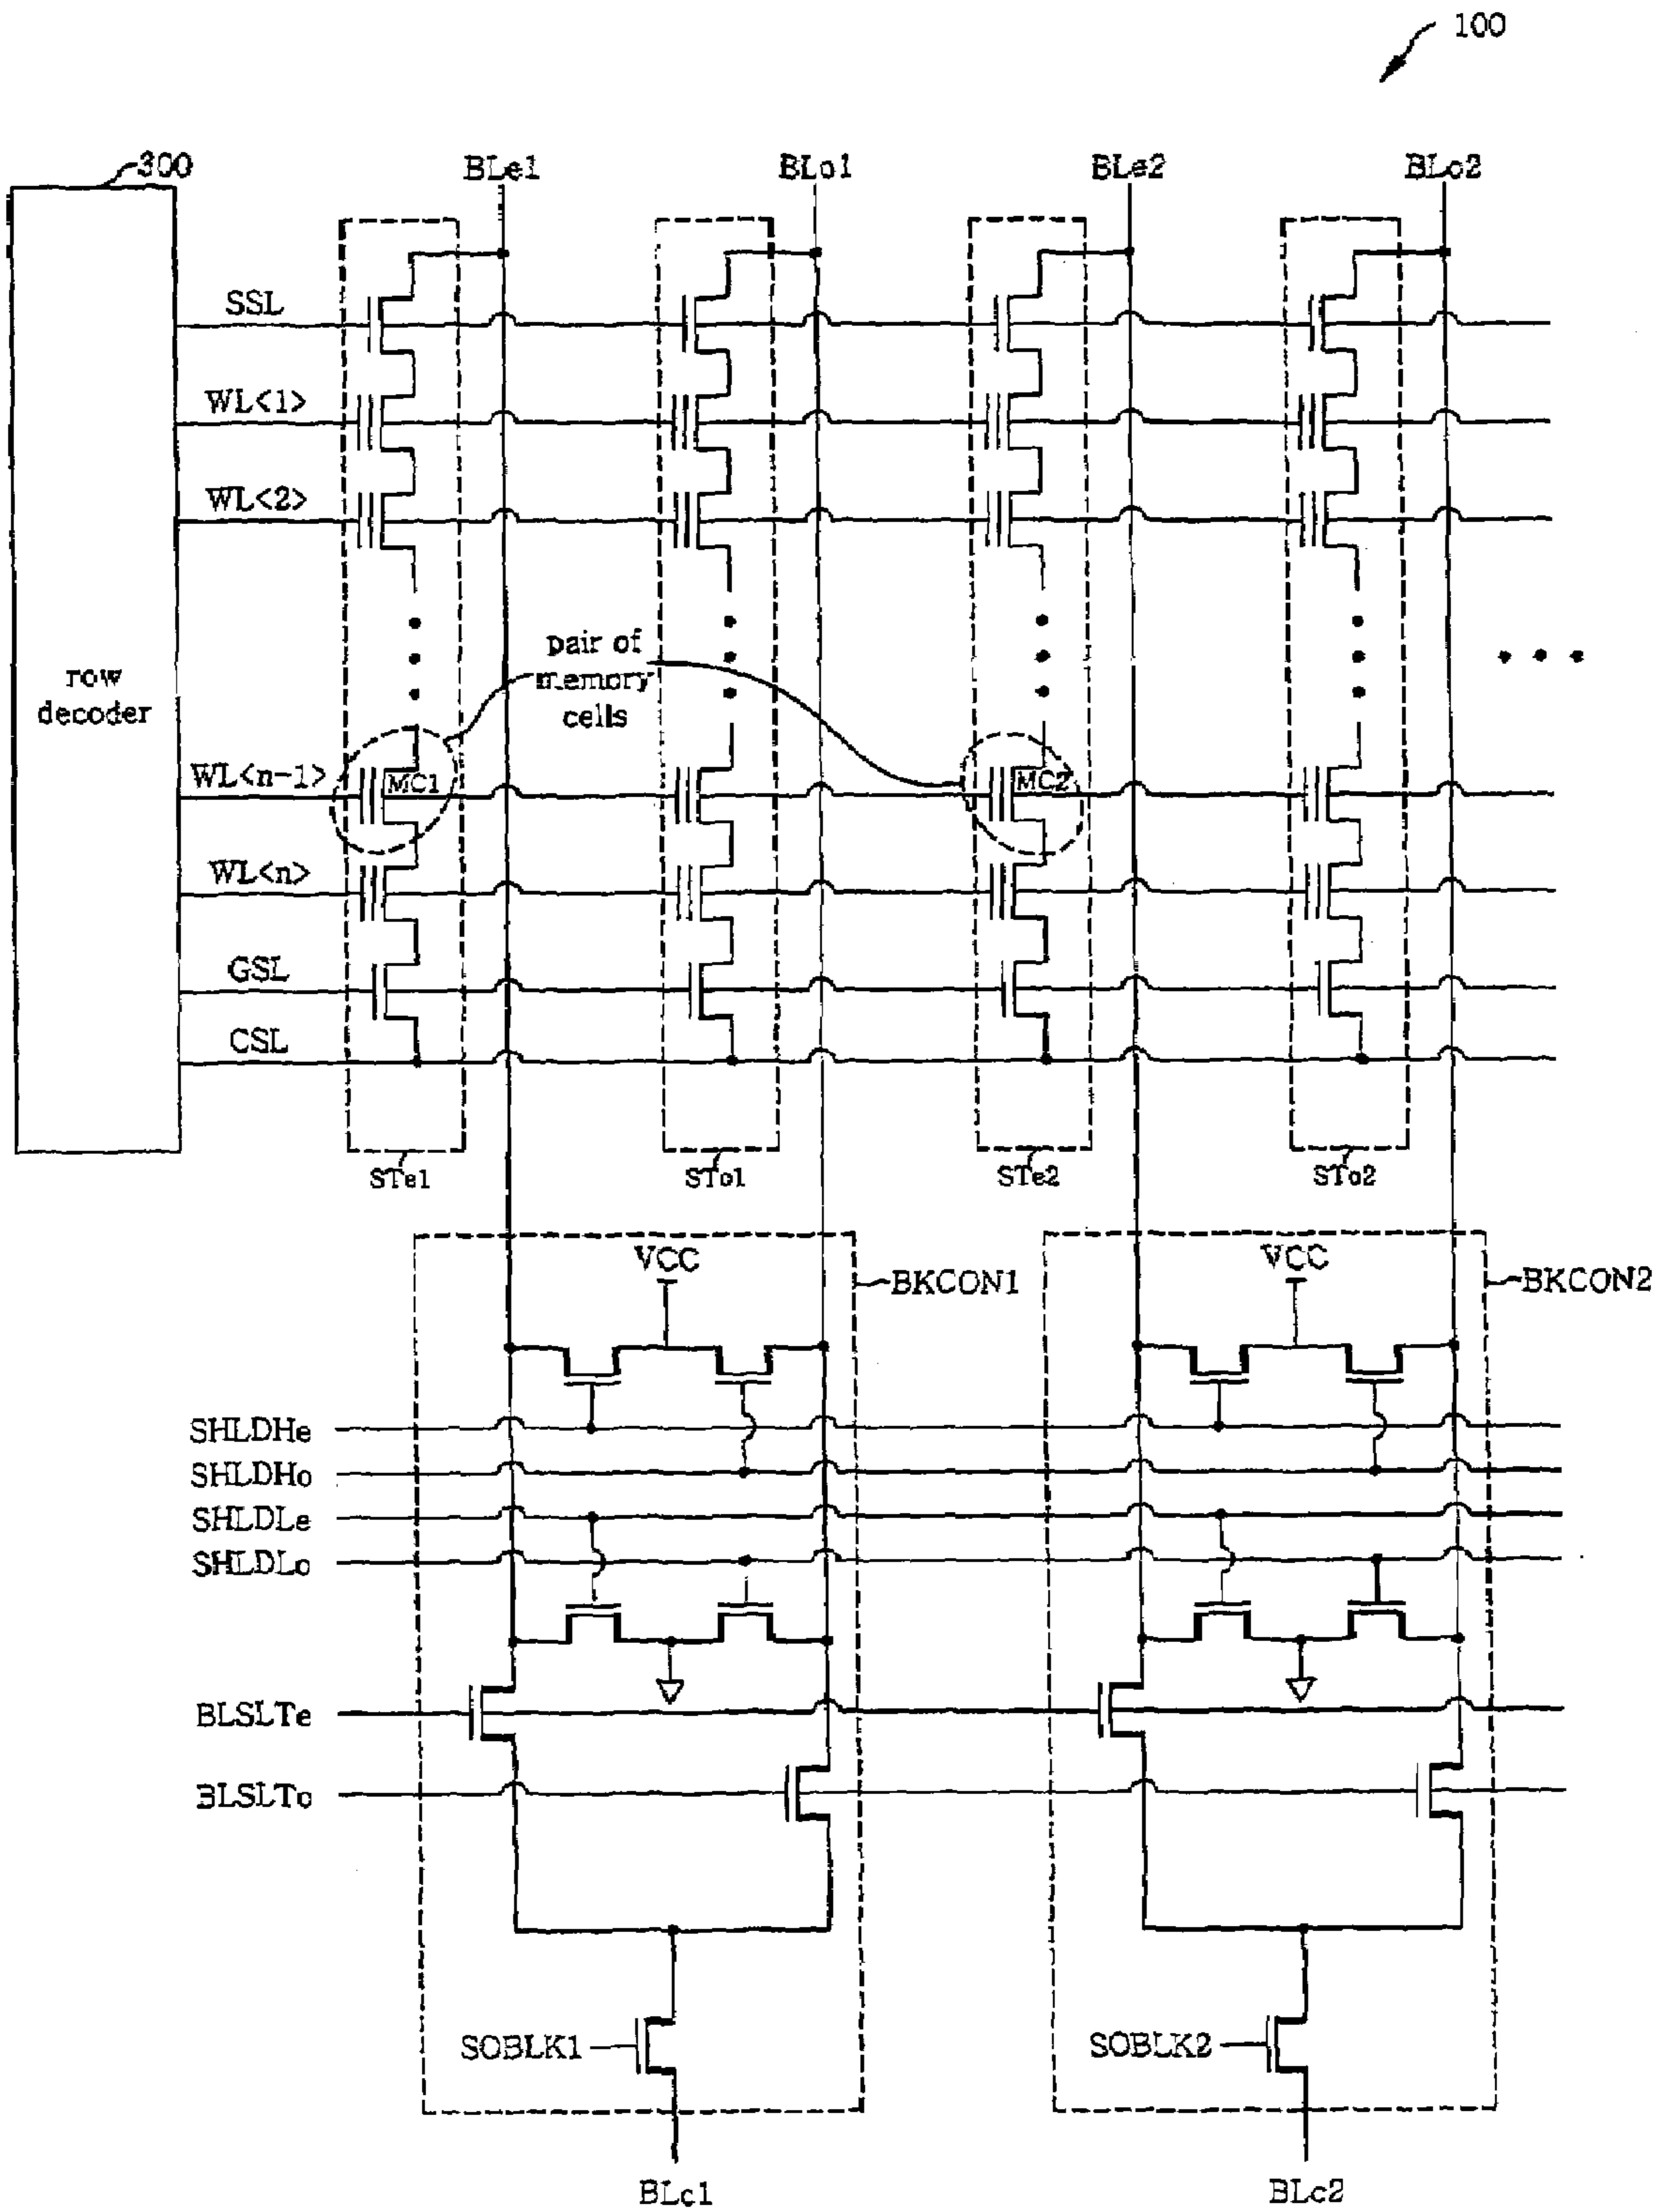 100
300
BLe1
BLo1
BLe2
BLo2
SSL
WL<1>
WL<2>
pair of
memory
cells
row
decoder
WL<n-1>
MC1
MC2
WL<n>
GSL
CSL
STe1
STo1
STe2
STo2
VCC
BKCON1
VCC
BKCON2
SHLDHe
SHLDHo
SHLDLe
SHLDLo
BLSLTe
BLSLTo
SOBLK1
SOBLK2
BLc1
BLc2